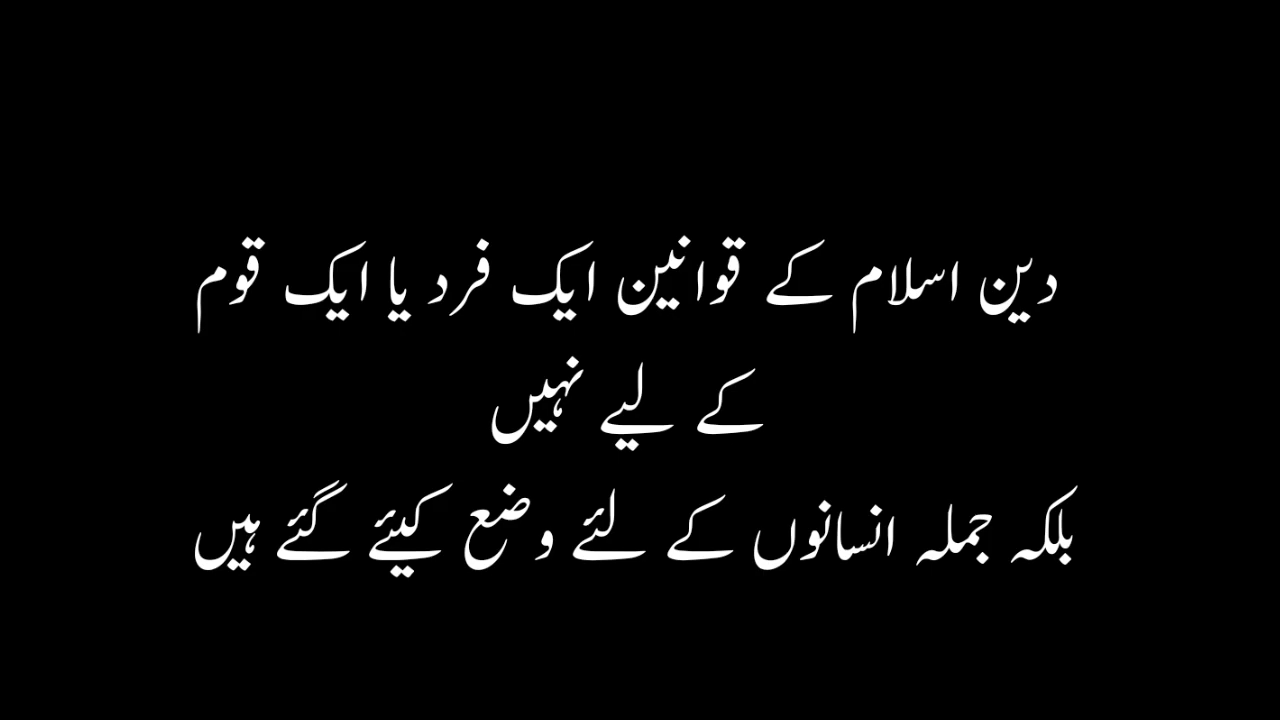 دین اسلام کے قوانین ایک فرد یا ایک قوم
کے لیے نہیں
بلکہ جملہ انسانوں کے لئے وضع کیئے گئے ہیں